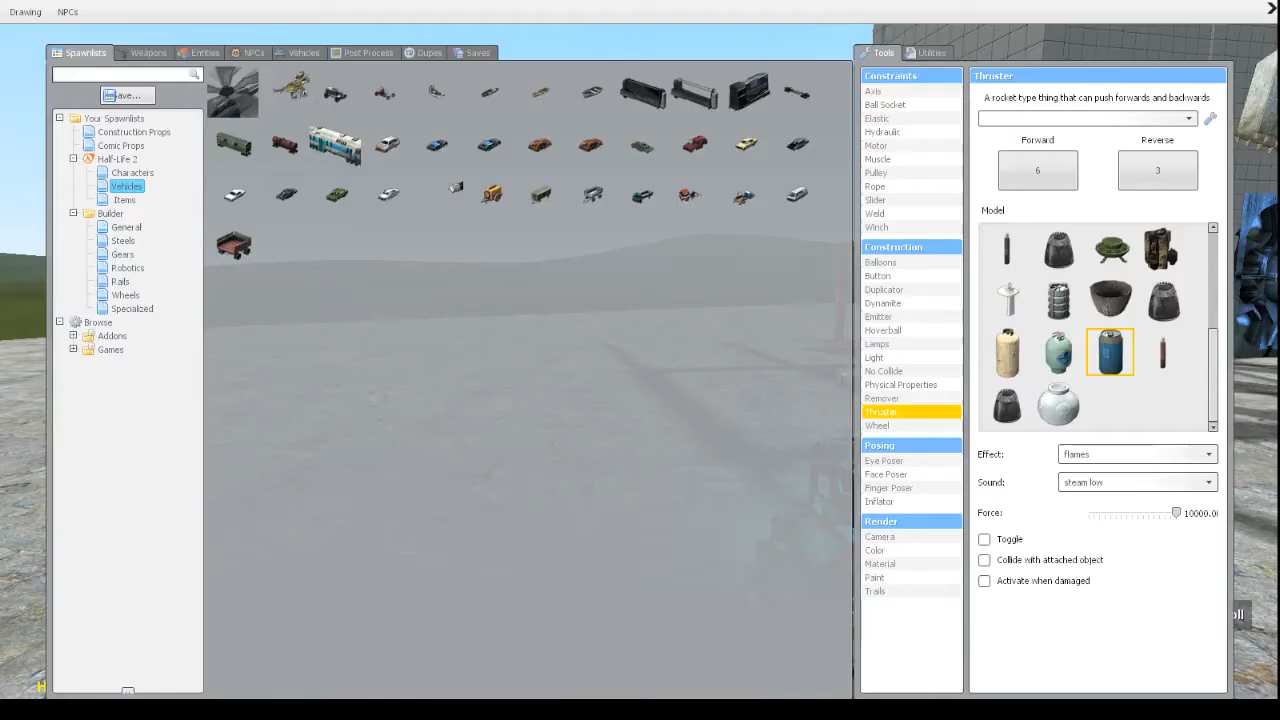 Drawing NPCs
Spawnlists Weapons Entities NPCs Vehicles Post Process Dupes Saves
Save...
Your Spawnlists
Construction Props
Comic Props
Half-Life 2
Characters
Vehicles
Items
Builder
General
Steels
Gears
Robotics
Rails
Wheels
Specialized
Browse
Addons
Games
Tools Utilities
Constraints
Axis
Ball Socket
Elastic
Hydraulic
Motor
Muscle
Pulley
Rope
Slider
Weld
Winch
Construction
Balloons
Button
Duplicator
Dynamite
Emitter
Hoverball
Lamps
Light
No Collide
Physical Properties
Remover
Thruster
Wheel
Posing
Eye Poser
Face Poser
Finger Poser
Inflator
Render
Camera
Color
Material
Paint
Trails
Thruster
A rocket type thing that can push forwards and backwards
Forward Reverse
6 3
Model
Effect: flames
Sound: steam low
Force: 10000.0
Toggle
Collide with attached object
Activate when damaged